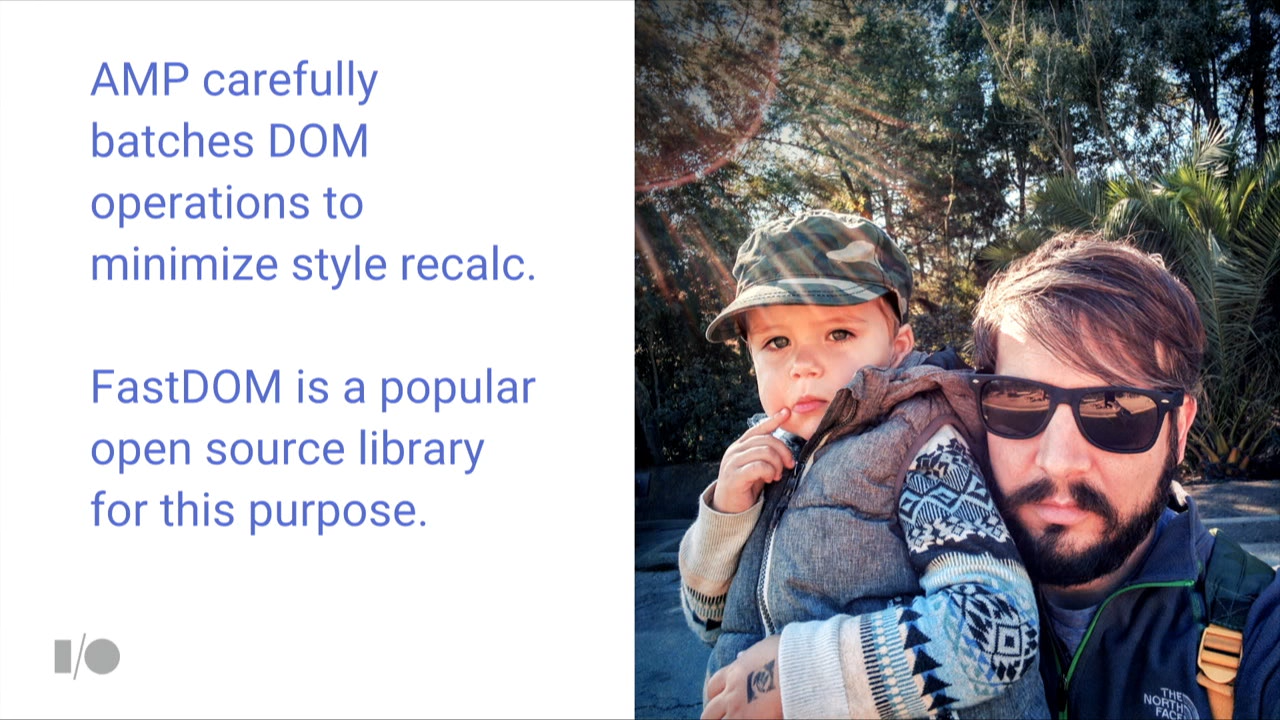 AMP carefully
batches DOM
operations to
minimize style recalc.
FastDOM is a popular
open source library
for this purpose.
I/O
THE
NORTH
FACE